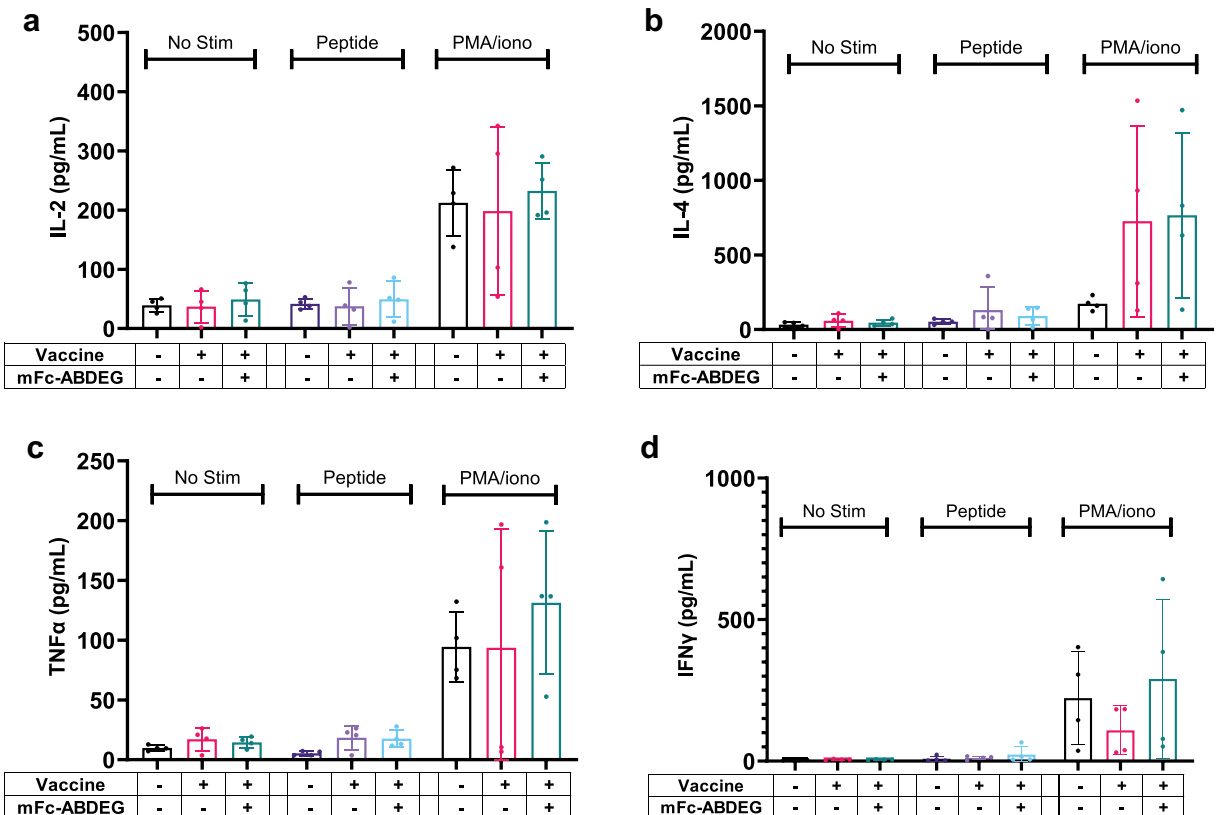 a
500
400
300
200
100
0
IL-2 (pg/mL)
No Stim
Peptide
PMA/iono
Vaccine - + + - + + - + +
mFc-ABDEG - - + - - + - - +
b
2000
1500
1000
500
0
IL-4 (pg/mL)
No Stim
Peptide
PMA/iono
Vaccine - + + - + + - + +
mFc-ABDEG - - + - - + - - +
c
250
200
150
100
50
0
TNFα (pg/mL)
No Stim
Peptide
PMA/iono
Vaccine - + + - + + - + +
mFc-ABDEG - - + - - + - - +
d
1000
500
0
IFNγ (pg/mL)
No Stim
Peptide
PMA/iono
Vaccine - + + - + + - + +
mFc-ABDEG - - + - - + - - +